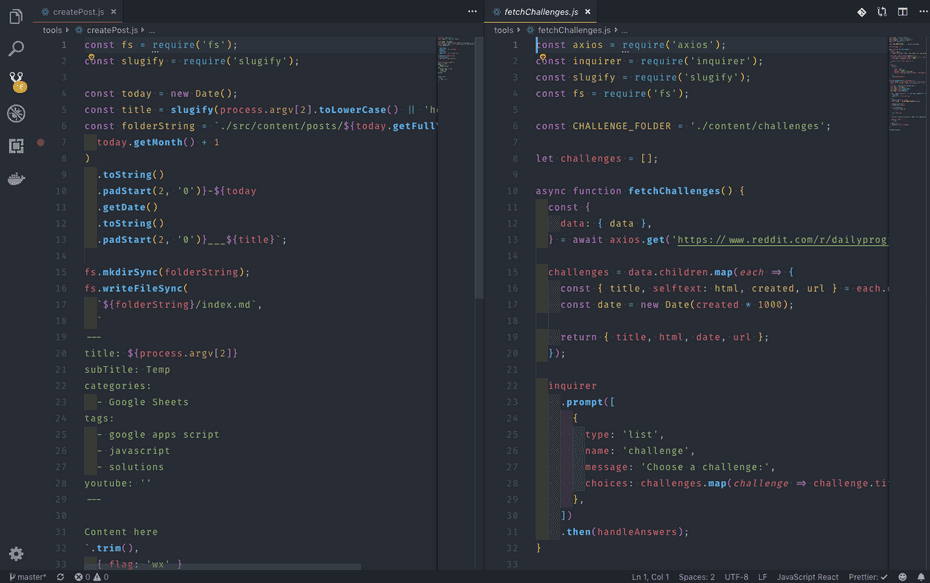 createPost.js ×
tools > createPost.js > ...
1 const fs = require('fs');
2 const slugify = require('slugify');
3
4 const today = new Date();
5 const title = slugify(process.argv[2].toLowerCase() || 'h
6 const folderString = `./src/content/posts/${today.getFull
7 today.getMonth() + 1
8 )
9 .toString()
10 .padStart(2, '0')}-${today
11 .getDate()
12 .toString()
13 .padStart(2, '0')}___${title}`;
14
15 fs.mkdirSync(folderString);
16 fs.writeFileSync(
17 `${folderString}/index.md`,
18 `
19 ---
20 title: ${process.argv[2]}
21 subTitle: Temp
22 categories:
23 - Google Sheets
24 tags:
25 - google apps script
26 - javascript
27 - solutions
28 youtube: ''
29 ---
30
31 Content here
32 `.trim(),
33 { flag: 'wx' }
fetchChallenges.js ×
tools > fetchChallenges.js > ...
1 const axios = require('axios');
2 const inquirer = require('inquirer');
3 const slugify = require('slugify');
4 const fs = require('fs');
5
6 const CHALLENGE_FOLDER = './content/challenges';
7
8 let challenges = [];
9
10 async function fetchChallenges() {
11 const {
12 data: { data },
13 } = await axios.get('https://www.reddit.com/r/dailyprog
14
15 challenges = data.children.map(each => {
16 const { title, selftext: html, created, url } = each.
17 const date = new Date(created * 1000);
18
19 return { title, html, date, url };
20 });
21
22 inquirer
23 .prompt([
24 {
25 type: 'list',
26 name: 'challenge',
27 message: 'Choose a challenge:',
28 choices: challenges.map(challenge => challenge.ti
29 },
30 ])
31 .then(handleAnswers);
32 }
33
master* 0 0 Ln 1, Col 1 Spaces: 2 UTF-8 LF JavaScript React Prettier: ✓